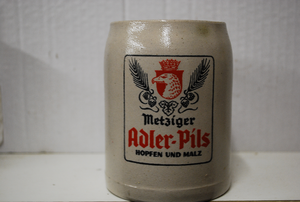 Metziger
Adler-Pils
HOPFEN UND MALZ